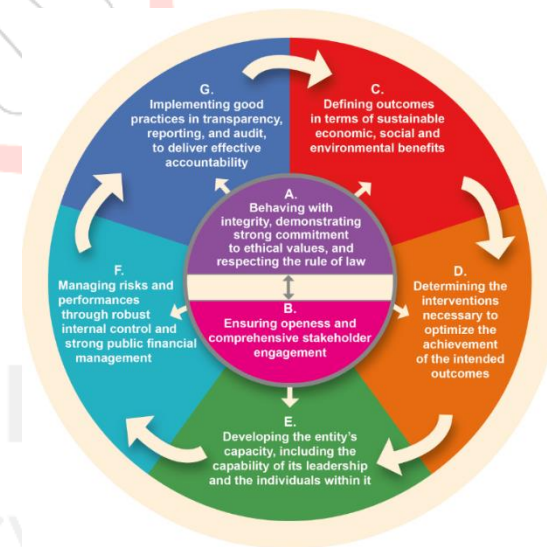 G.
Implementing good
practices in transparency,
reporting, and audit,
to deliver effective
accountability
C.
Defining outcomes
in terms of sustainable
economic, social and
environmental benefits
A.
Behaving with
integrity, demonstrating
strong commitment
to ethical values, and
respecting the rule of law
F.
Managing risks and
performances
through robust
internal control and
strong public financial
management
D.
Determining the
interventions
necessary to
optimize the
achievement
of the intended
outcomes
B.
Ensuring openess and
comprehensive stakeholder
engagement
E.
Developing the entity's
capacity, including the
capability of its leadership
and the individuals within it